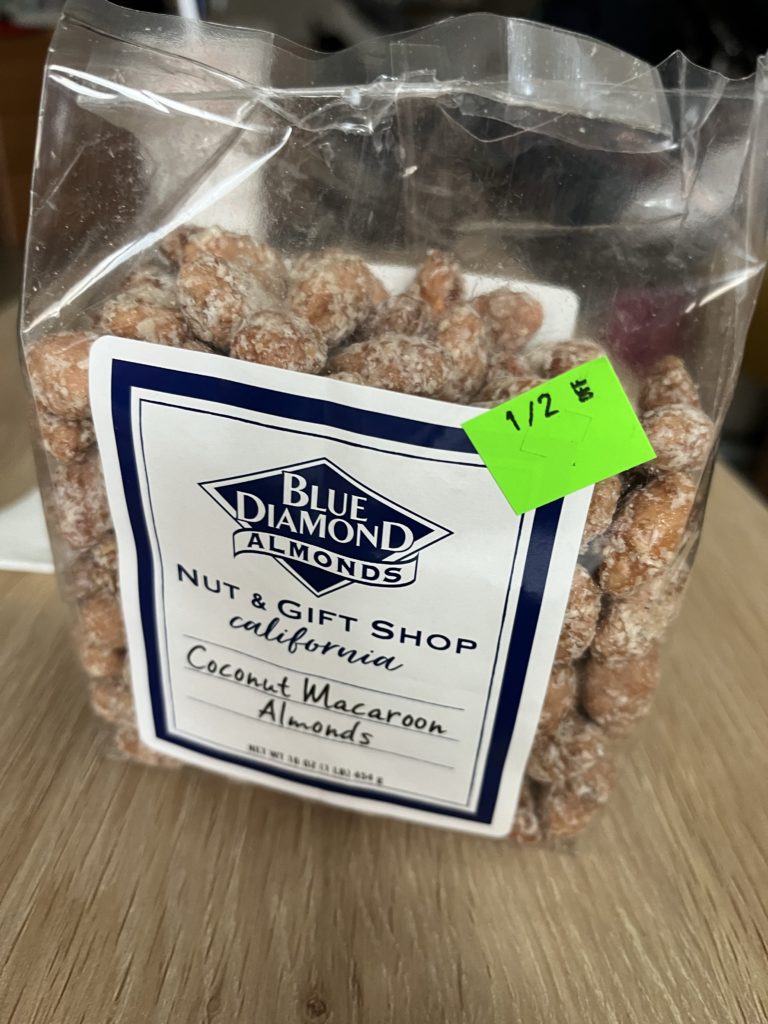 1/2
BLUE
DIAMOND
ALMONDS
NUT & GIFT SHOP
california
Coconut Macaroon
Almonds
NET WT 16 OZ (1 LB) 454 g